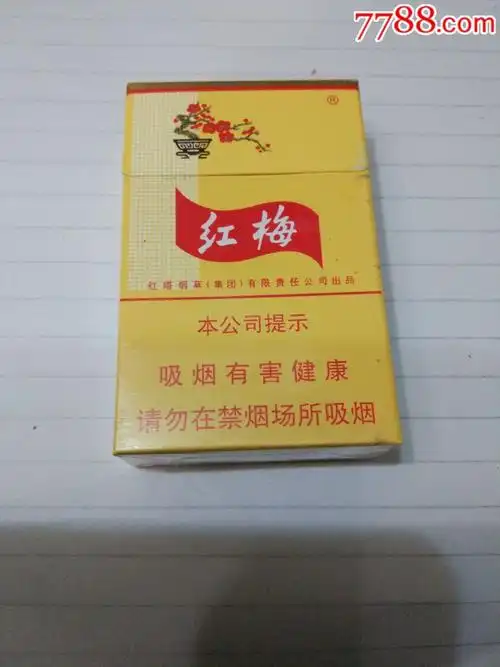 7788.com
®
红梅
红塔烟草(集团)有限责任公司出品
本公司提示
吸烟有害健康
请勿在禁烟场所吸烟